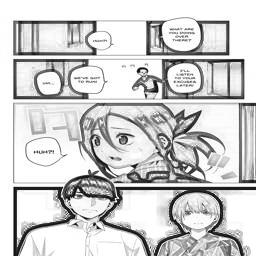 HUH?!
WHAT ARE
YOU DOING
OVER
THERE?
UM...
WE'VE GOT
TO RUN!
I'LL
LISTEN TO
YOUR
EXCUSES
LATER!
HUH?!